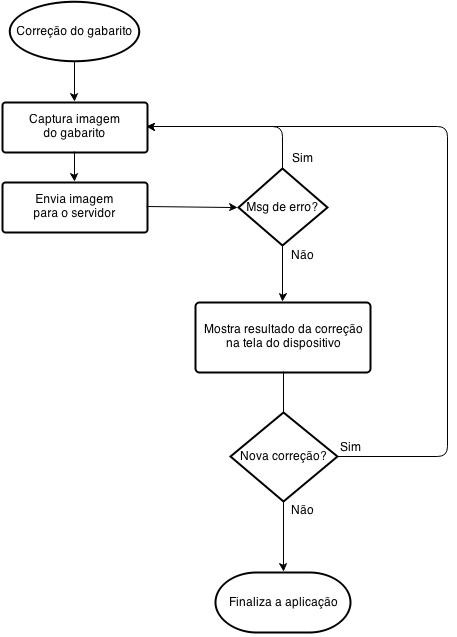 Correção do gabarito
Captura imagem
do gabarito
Sim
Envia imagem
para o servidor
Msg de erro?
Não
Mostra resultado da correção
na tela do dispositivo
Nova correção?
Sim
Não
Finaliza a aplicação